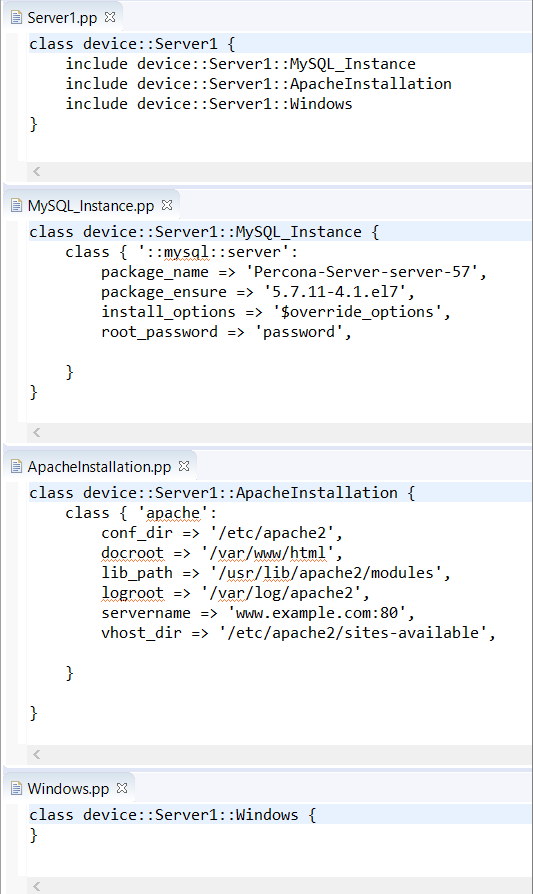 Server1.pp
class device::Server1 {
    include device::Server1::MySQL_Instance
    include device::Server1::ApacheInstallation
    include device::Server1::Windows
}
MySQL_Instance.pp
class device::Server1::MySQL_Instance {
    class { '::mysql::server':
        package_name => 'Percona-Server-server-57',
        package_ensure => '5.7.11-4.1.el7',
        install_options => '$override_options',
        root_password => 'password',
    }
}
ApacheInstallation.pp
class device::Server1::ApacheInstallation {
    class { 'apache':
        conf_dir => '/etc/apache2',
        docroot => '/var/www/html',
        lib_path => '/usr/lib/apache2/modules',
        logroot => '/var/log/apache2',
        servername => 'www.example.com:80',
        vhost_dir => '/etc/apache2/sites-available',
    }
}
Windows.pp
class device::Server1::Windows {
}